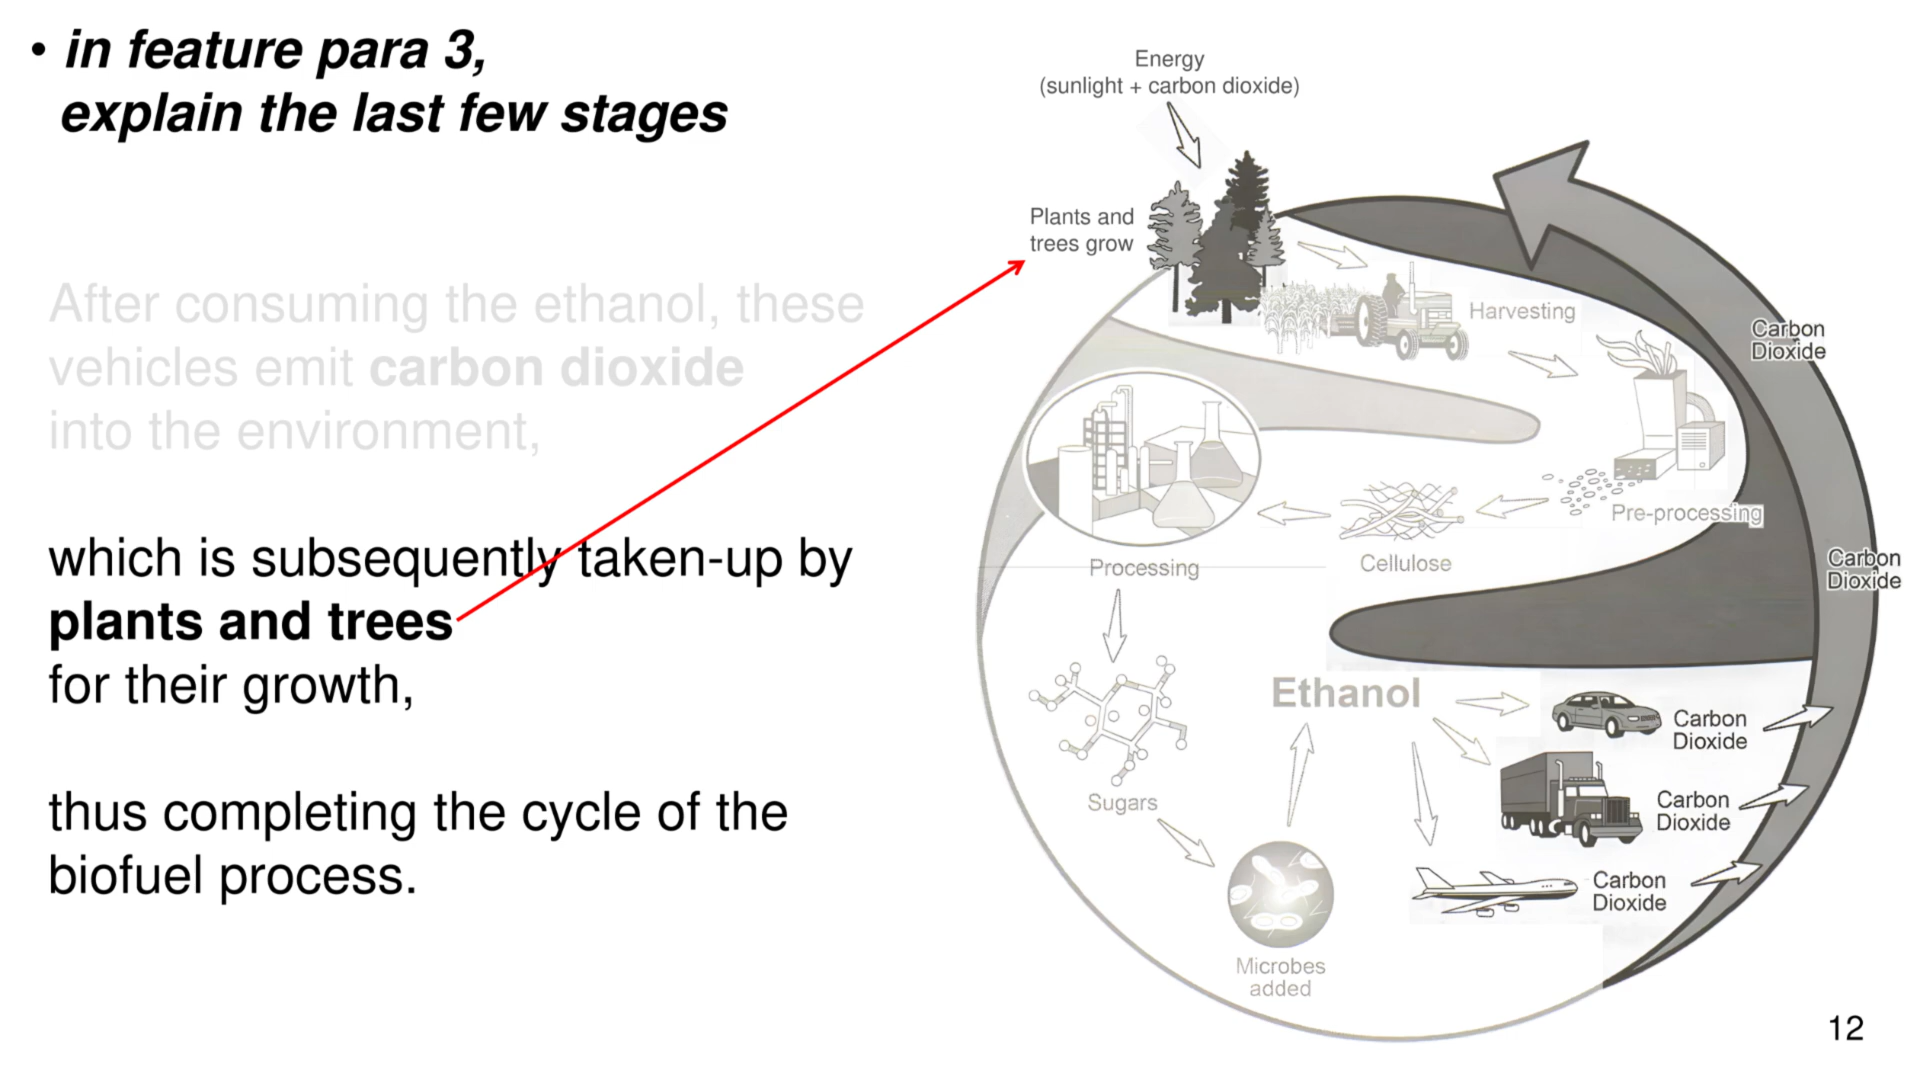 • in feature para 3,
explain the last few stages
After consuming the ethanol, these
vehicles emit carbon dioxide
into the environment,
which is subsequently taken-up by
plants and trees
for their growth,
thus completing the cycle of the
biofuel process.
Energy
(sunlight + carbon dioxide)
Plants and
trees grow
Harvesting
Carbon
Dioxide
Pre-processing
Cellulose
Processing
Carbon
Dioxide
Ethanol
Carbon
Dioxide
Sugars
Carbon
Dioxide
Carbon
Dioxide
Microbes
added
12